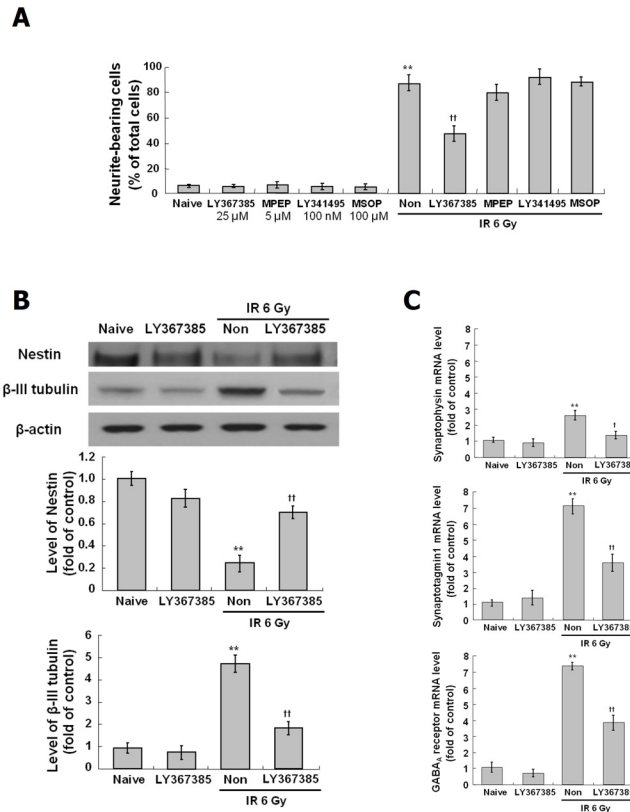 A
Neurite-bearing cells
(% of total cells)
100
80
60
40
20
0
**
††
Naive LY367385 MPEP LY341495 MSOP Non LY367385 MPEP LY341495 MSOP
25 µM 5 µM 100 nM 100 µM
IR 6 Gy
B
IR 6 Gy
Naive LY367385 Non LY367385
Nestin
β-III tubulin
β-actin
Level of Nestin
(fold of control)
1.2
1.0
0.8
0.6
0.4
0.2
0
**
††
Naive LY367385 Non LY367385
IR 6 Gy
Level of β-III tubulin
(fold of control)
6
5
4
3
2
1
0
**
††
Naive LY367385 Non LY367385
IR 6 Gy
C
Synaptophysin mRNA level
(fold of control)
8
7
6
5
4
3
2
1
0
**
†
Naive LY367385 Non LY36738
IR 6 Gy
Synaptotagmin1 mRNA level
(fold of control)
8
7
6
5
4
3
2
1
0
**
††
Naive LY367385 Non LY36738
IR 6 Gy
GABAA receptor mRNA level
(fold of control)
8
7
6
5
4
3
2
1
0
**
††
Naive LY367385 Non LY36738
IR 6 Gy